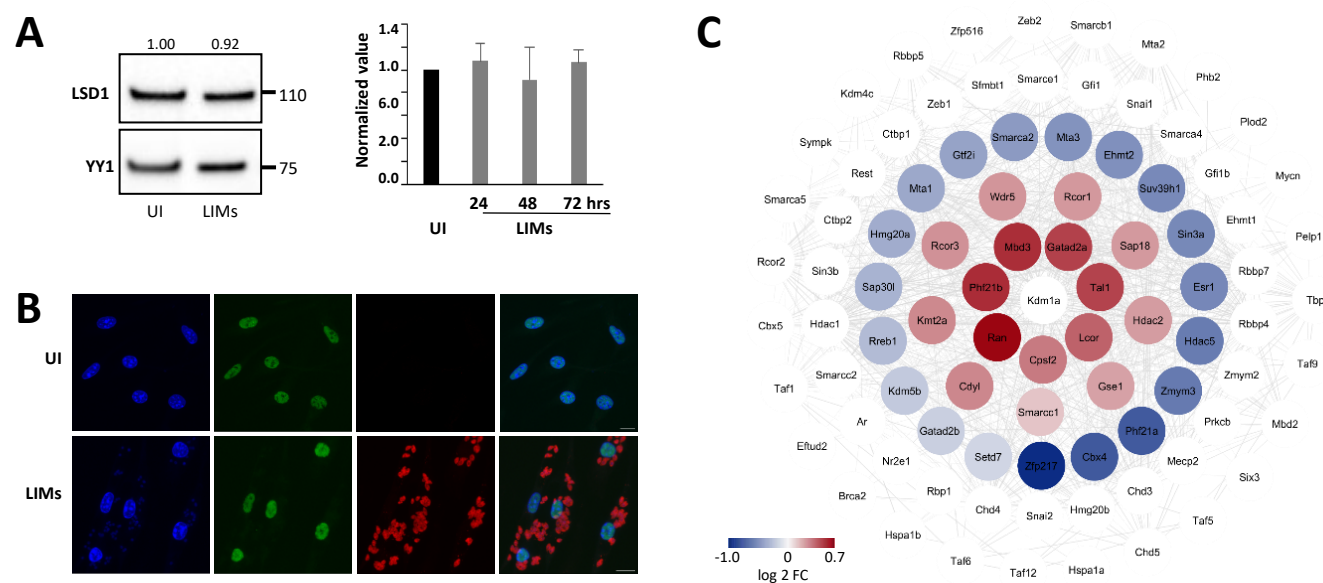 A
1.00 0.92
LSD1 110
YY1 75
UI LIMs
Normalized value
1.4
1.0
6.0
4.0
2.0
0.0
24 48 72 hrs
UI LIMs
B
UI
LIMs
C
Zeb2
Smarcb1
Zfp516
Mta2
Rbbp5
Sfmbt1
Smarce1
Gfi1
Phb2
Kdm4c
Zeb1
Snai1
Plod2
Ctbp1
Smarca2
Mta3
Smarca4
Sympk
Gtf2i
Ehmt2
Rest
Gfi1b
Mycn
Mta1
Wdr5
Rcor1
Suv39h1
Smarca5
Ctbp2
Ehmt1
Hmg20a
Rcor3
Mbd3
Gatad2a
Sap18
Sin3a
Pelp1
Rcor2
Sin3b
Rbbp7
Sap30l
Phf21b
Kdm1a
Tal1
Esr1
Tbp
Cbx5
Hdac1
Kmt2a
Hdac2
Rbbp4
Rreb1
Ran
Lcor
Hdac5
Cpsf2
Taf9
Taf1
Smarcc2
Cdyl
Gse1
Zmym2
Kdm5b
Zmym3
Smarcc1
Ar
Prkcb
Mbd2
Gatad2b
Phf21a
Eftud2
Nr2e1
Setd7
Zfp217
Cbx4
Mecp2
Six3
Brca2
Rbp1
Chd3
Chd4
Snai2
Hmg20b
Taf5
Hspa1b
Chd5
Taf6
Taf12
Hspa1a
-1.0 0 0.7
log 2 FC